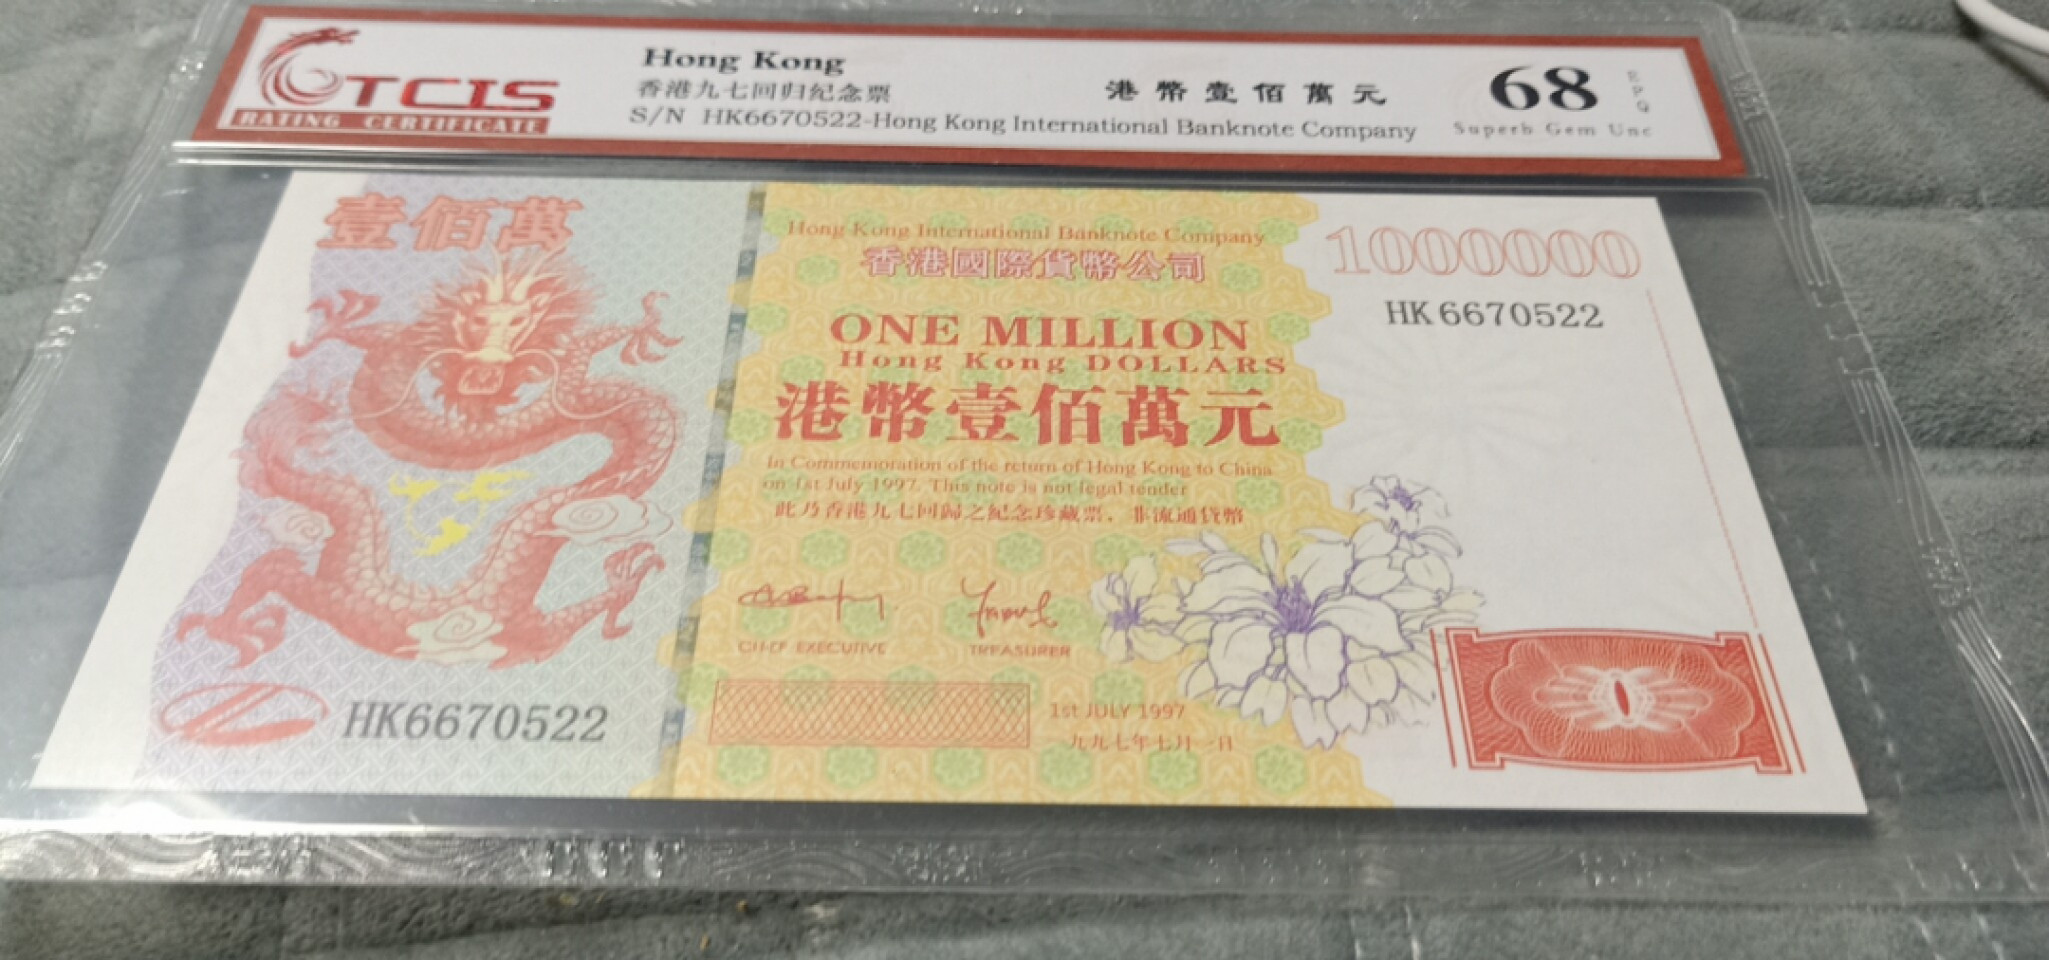 TCIS
RATING CERTIFICATE
Hong Kong
香港九七回归纪念票
港幣壹佰萬元
S/N HK6670522-Hong Kong International Banknote Company
68
EPQ
Superb Gem Unc
壹佰萬
Hong Kong International Banknote Company
香港國際貨幣公司
1000000
HK6670522
ONE MILLION
Hong Kong DOLLARS
港幣壹佰萬元
In Commemoration of the return of Hong Kong to China
on 1st July 1997. This note is not legal tender
此乃香港九七回歸之紀念珍藏票，非流通貨幣
CHIEF EXECUTIVE
TREASURER
HK6670522
1st JULY 1997
九九七年七月一日